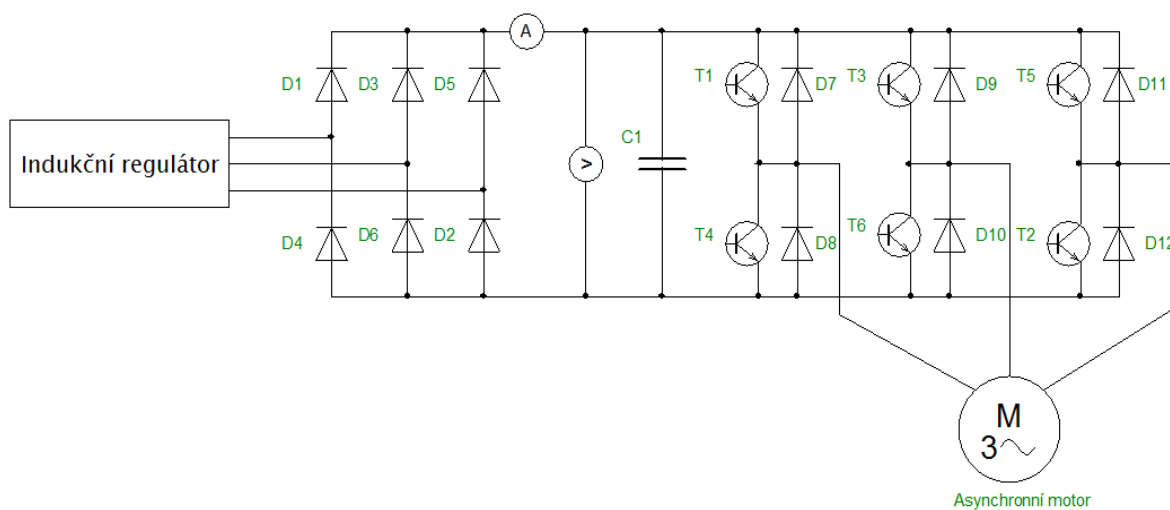 A
D1
D3
D5
T1
D7
T3
D9
T5
D11
Indukční regulátor
C1
V
D4
D6
D2
T4
D8
T6
D10
T2
D12
M
3
Asynchronní motor